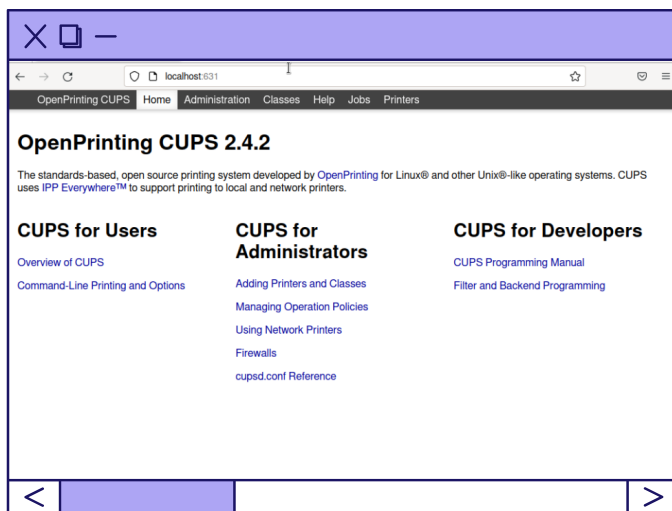 localhost:631
OpenPrinting CUPS Home Administration Classes Help Jobs Printers
OpenPrinting CUPS 2.4.2
The standards-based, open source printing system developed by OpenPrinting for Linux® and other Unix®-like operating systems. CUPS
uses IPP Everywhere™ to support printing to local and network printers.
CUPS for Users
Overview of CUPS
Command-Line Printing and Options
CUPS for
Administrators
Adding Printers and Classes
Managing Operation Policies
Using Network Printers
Firewalls
cupsd.conf Reference
CUPS for Developers
CUPS Programming Manual
Filter and Backend Programming